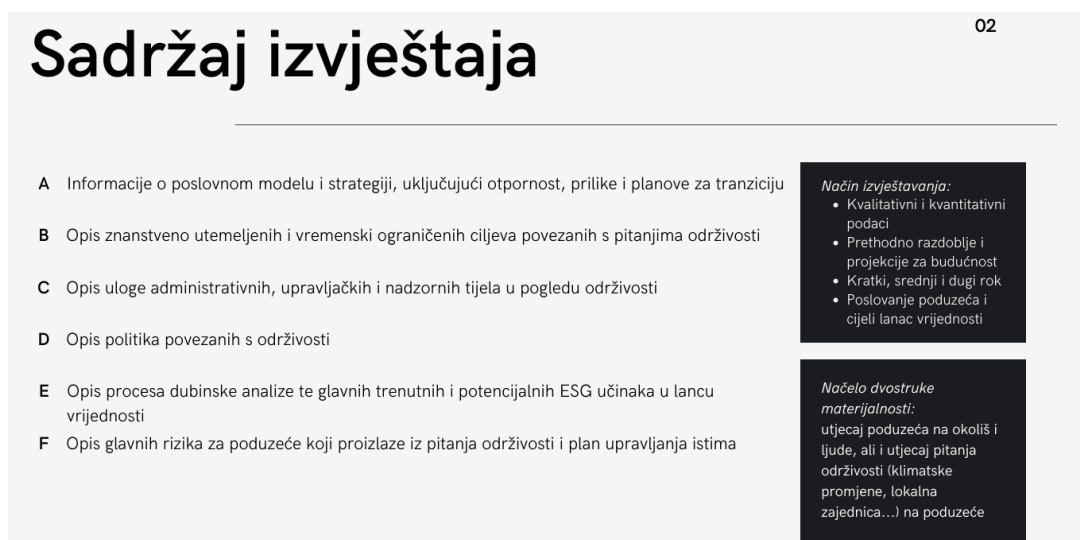 02
Sadržaj izvještaja
A Informacije o poslovnom modelu i strategiji, uključujući otpornost, prilike i planove za tranziciju
B Opis znanstveno utemeljenih i vremenski ograničenih ciljeva povezanih s pitanjima održivosti
C Opis uloge administrativnih, upravljačkih i nadzornih tijela u pogledu održivosti
D Opis politika povezanih s održivosti
E Opis procesa dubinske analize te glavnih trenutnih i potencijalnih ESG učinaka u lancu
vrijednosti
F Opis glavnih rizika za poduzeće koji proizlaze iz pitanja održivosti i plan upravljanja istima
Način izvještavanja:
• Kvalitativni i kvantitativni
podaci
• Prethodno razdoblje i
projekcije za budućnost
• Kratki, srednji i dugi rok
• Poslovanje poduzeća i
cijeli lanac vrijednosti
Načelo dvostruke
materijalnosti:
utjecaj poduzeća na okoliš i
ljude, ali i utjecaj pitanja
održivosti (klimatske
promjene, lokalna
zajednica...) na poduzeće